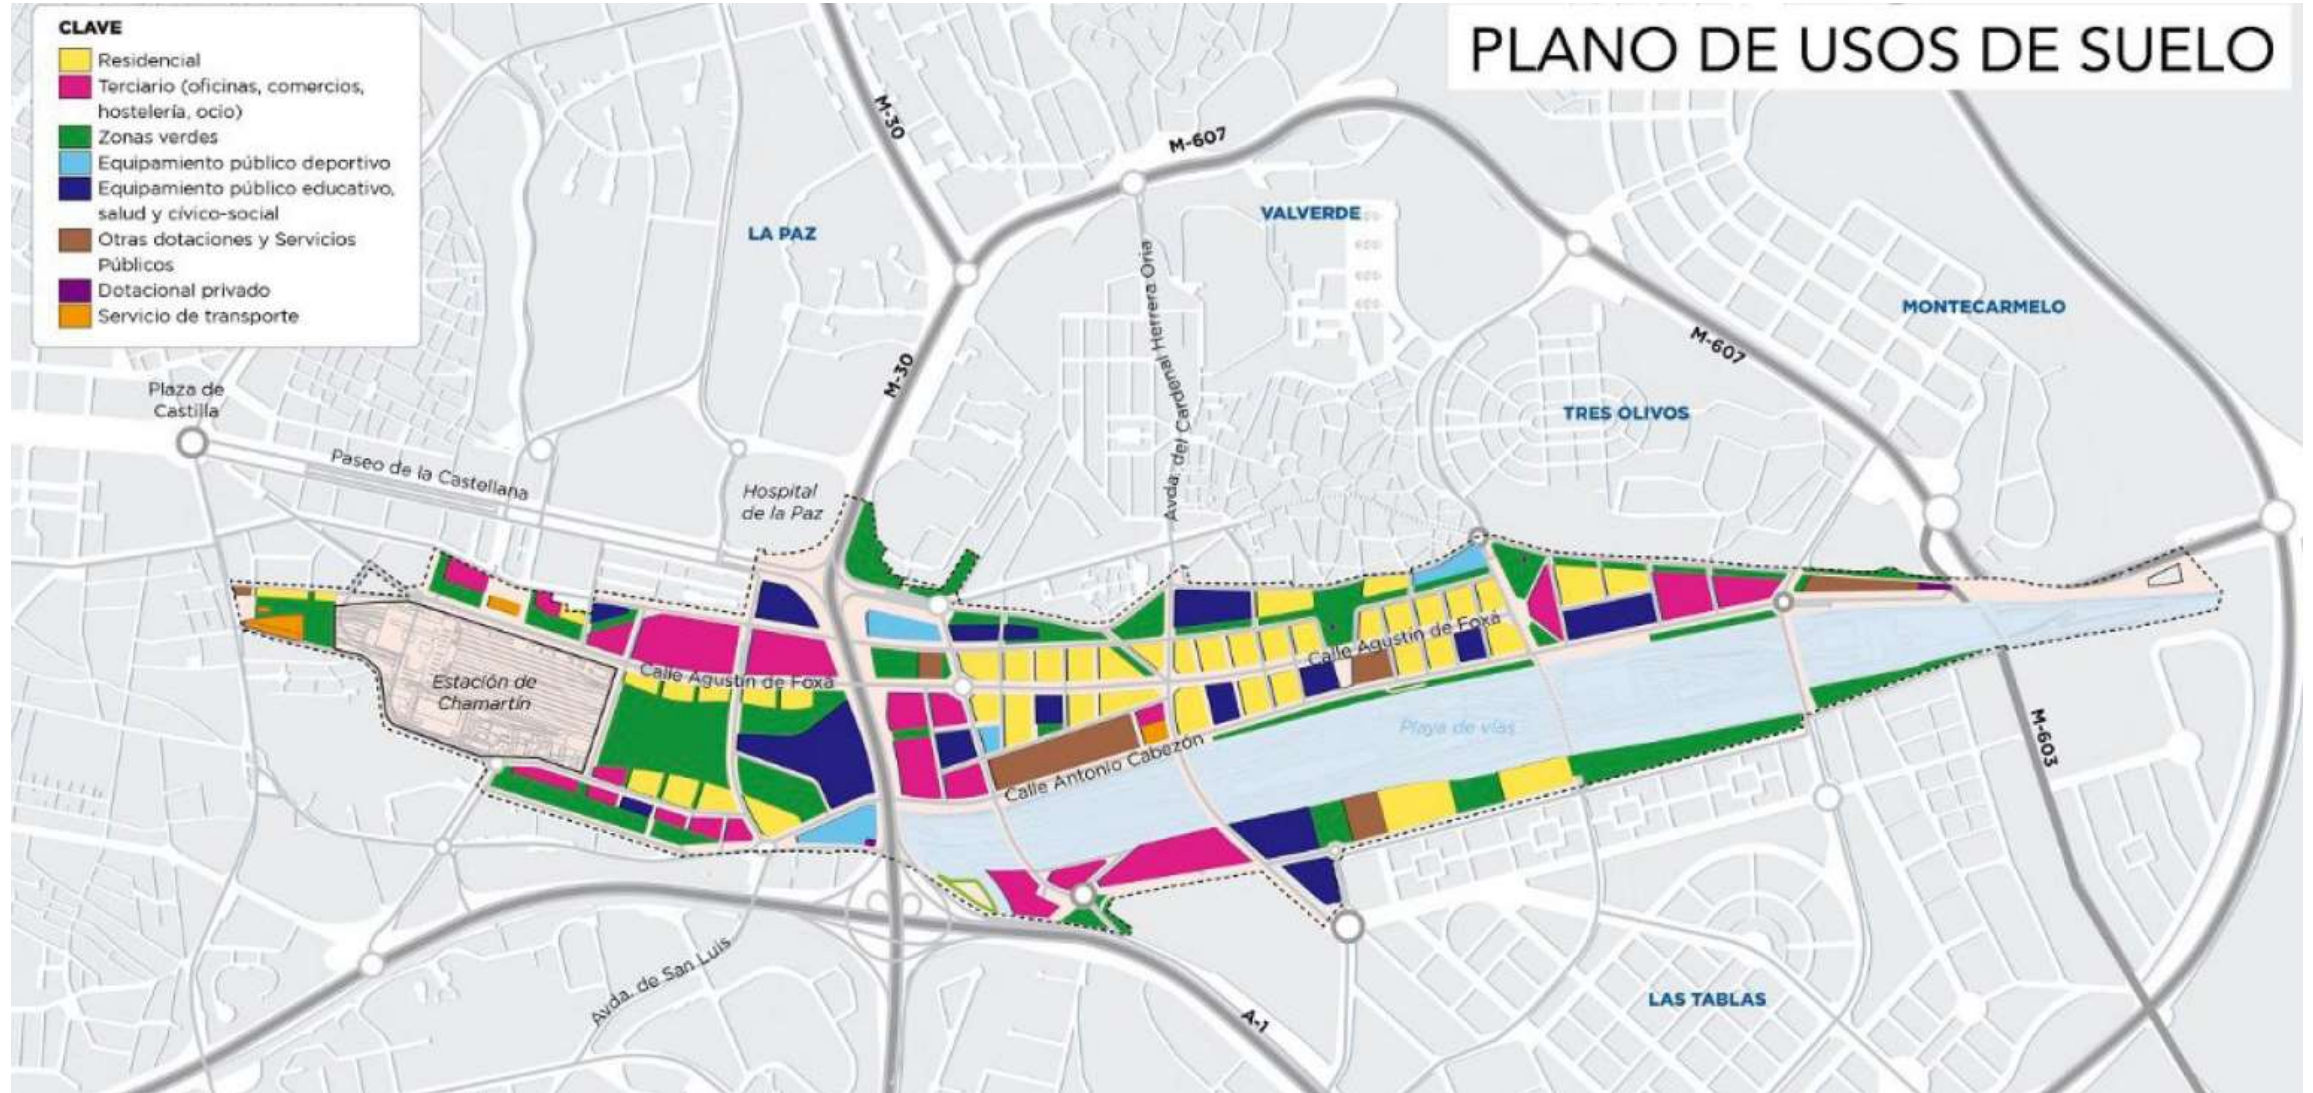 PLANO DE USOS DE SUELO
CLAVE
Residencial
Terciario (oficinas, comercios,
hostelería, ocio)
Zonas verdes
Equipamiento público deportivo
Equipamiento público educativo,
salud y cívico-social
Otras dotaciones y Servicios
Públicos
Dotacional privado
Servicio de transporte
M-30
M-607
LA PAZ
VALVERDE
MONTECARMELO
M-607
M-30
Avda. del Cardenal Herrera Oria
TRES OLIVOS
Plaza de
Castilla
Paseo de la Castellana
Hospital
de la Paz
Calle Agustín de Foxá
Calle Agustín de Foxá
Estación de
Chamartín
Playa de vías
Calle Antonio Cabezón
M-603
Avda. de San Luis
A-1
LAS TABLAS